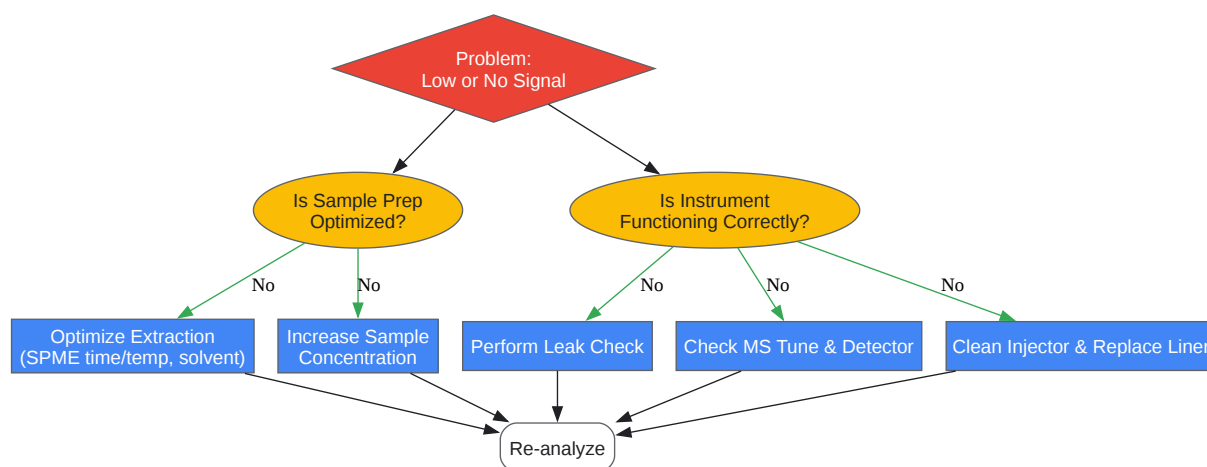 Problem:
Low or No Signal
Is Sample Prep
Optimized?
Is Instrument
Functioning Correctly?
No
No
No
No
No
Optimize Extraction
(SPME time/temp, solvent)
Increase Sample
Concentration
Perform Leak Check
Check MS Tune & Detector
Clean Injector & Replace Liner
Re-analyze